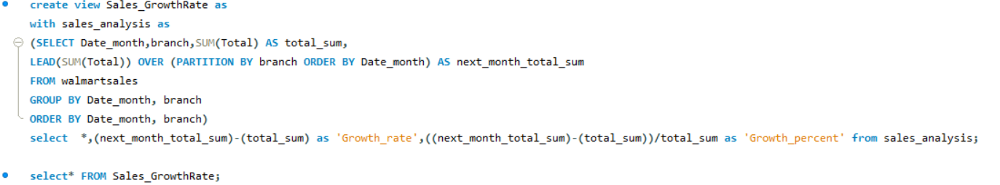 create view Sales_GrowthRate as
with sales_analysis as
(SELECT Date_month,branch,SUM(Total) AS total_sum,
LEAD(SUM(Total)) OVER (PARTITION BY branch ORDER BY Date_month) AS next_month_total_sum
FROM walmartsales
GROUP BY Date_month, branch
ORDER BY Date_month, branch)
select  *,(next_month_total_sum)-(total_sum) as 'Growth_rate',((next_month_total_sum)-(total_sum))/total_sum as 'Growth_percent' from sales_analysis;
select* FROM Sales_GrowthRate;